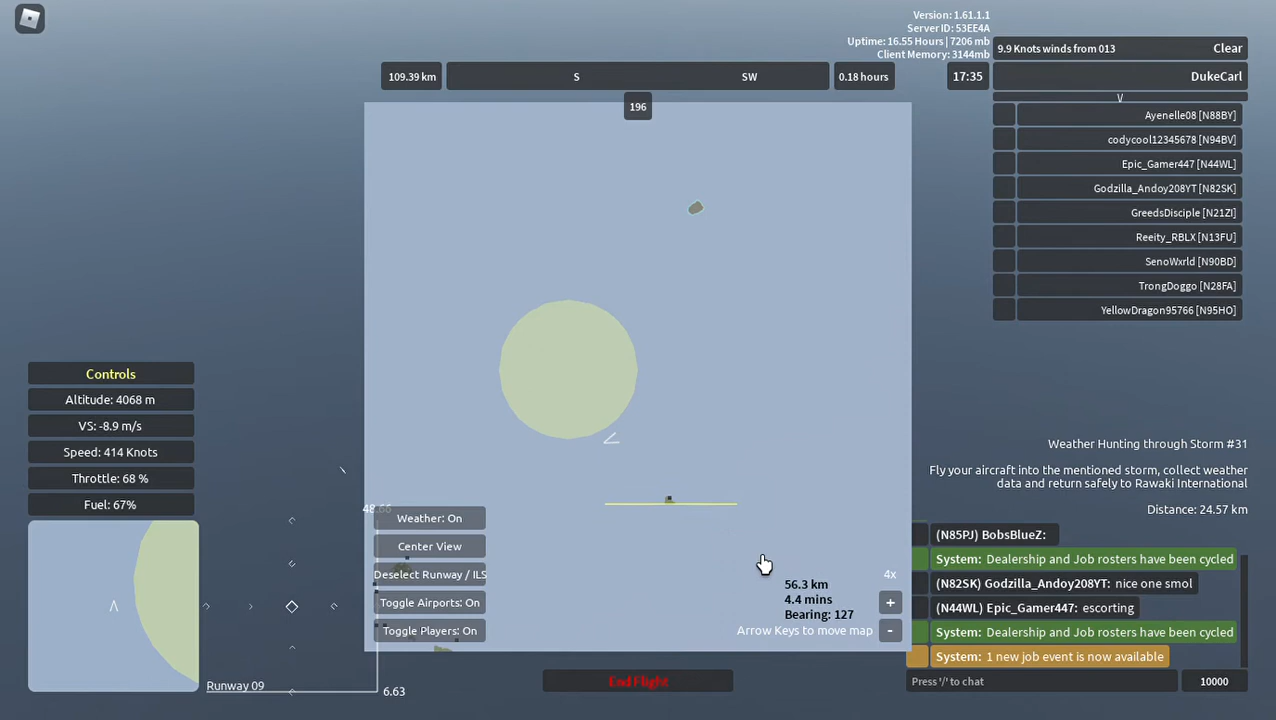 Version: 1.61.1.1
Server ID: 53EE4A
Uptime: 16.55 Hours | 7206 mb
Client Memory: 3144mb
9.9 Knots winds from 013 Clear
109.39 km S SW 0.18 hours 17:35 DukeCarl
196
V
Ayenelle08 [N88BY]
codycool12345678 [N94BV]
Epic_Gamer447 [N44WL]
Godzilla_Andoy208YT [N82SK]
GreedsDisciple [N21ZI]
Reeity_RBLX [N13FU]
SenoWxrld [N90BD]
TrongDoggo [N28FA]
YellowDragon95766 [N95HO]
Controls
Altitude: 4068 m
VS: -8.9 m/s
Speed: 414 Knots
Throttle: 68 %
Fuel: 67%
Weather Hunting through Storm #31
Fly your aircraft into the mentioned storm, collect weather
data and return safely to Rawaki International
Distance: 24.57 km
48.66
Weather: On
Center View
Deselect Runway / ILS
Toggle Airports: On
Toggle Players: On
56.3 km
4.4 mins
Bearing: 127
4x
+
Arrow Keys to move map -
(N85PJ) BobsBlueZ:
System: Dealership and Job rosters have been cycled
(N82SK) Godzilla_Andoy208YT: nice one smol
(N44WL) Epic_Gamer447: escorting
System: Dealership and Job rosters have been cycled
System: 1 new job event is now available
Runway 09
6.63
End Flight
Press '/' to chat
10000